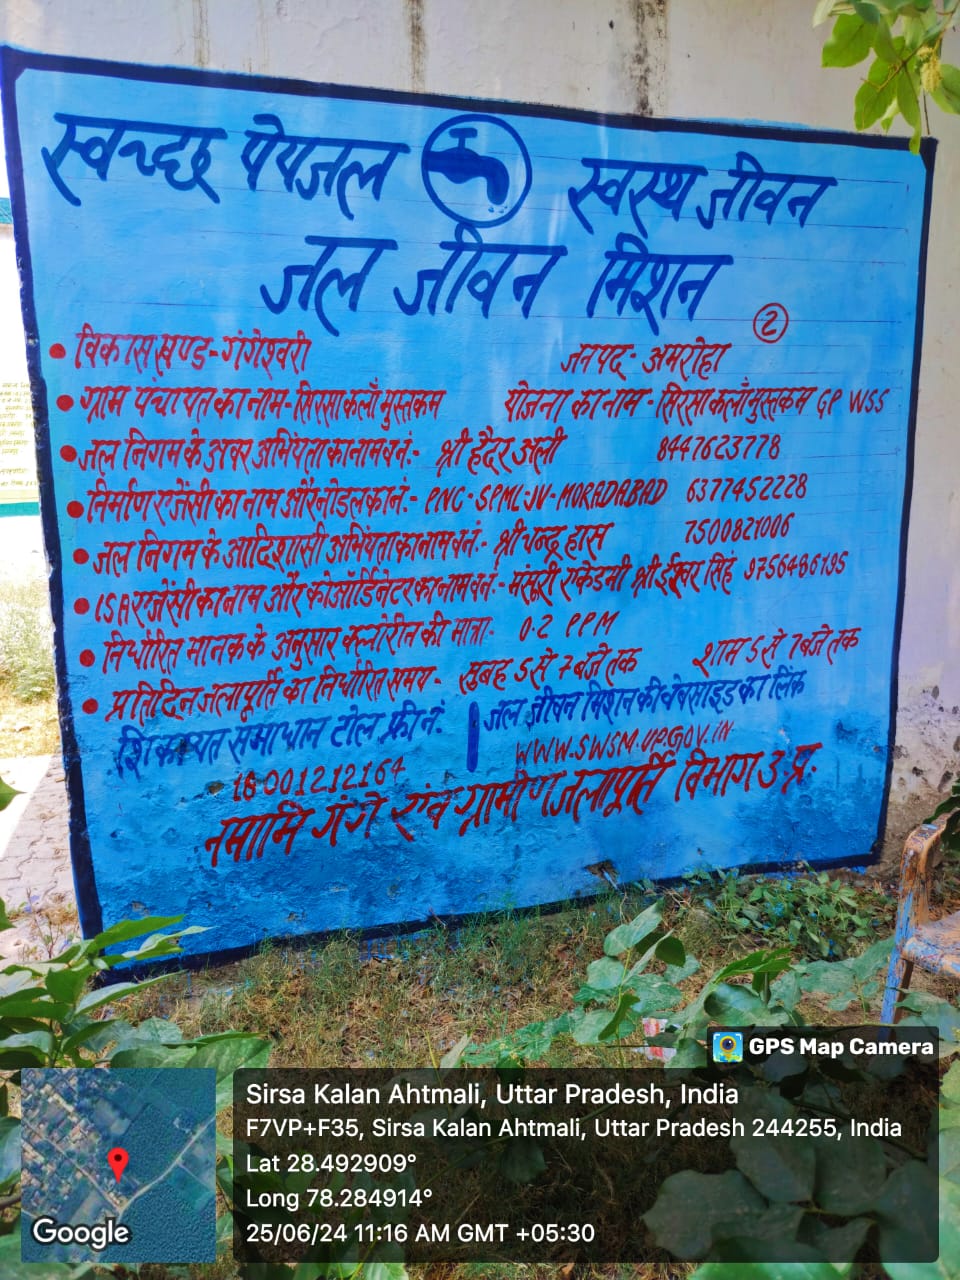 स्वच्छ पेयजल स्वस्थ जीवन
जल जीवन मिशन
2
• विकास खण्ड - गंगेश्वरी जनपद - अमरोहा
• ग्राम पंचायत का नाम - सिरसा कलाँ मुस्तकम योजना का नाम - सिरसा कलाँ मुस्तकम GP WSS
• जल निगम के अवर अभियंता का नाम व नं. - श्री हैदर अली 8447623778
• निर्माण एजेंसी का नाम और नोडल का नं. - PNC-SPML-JV-MORADABAD 6377452228
• जल निगम के आदिशासी अभियंता का नाम व नं. - श्री चन्द्रहास 7500821006
• ISA एजेंसी का नाम और कोऑर्डिनेटर का नाम व नं. - मंसूरी एकेडमी श्री ईश्वर सिंह 9756486195
• निर्धारित मानक के अनुसार क्लोरीन की मात्रा - 0.2 PPM
• प्रतिदिन जलापूर्ति का निर्धारित समय - सुबह 5 से 7 बजे तक शाम 5 से 7 बजे तक
शिकायत समाधान टोल फ्री नं. जल जीवन मिशन की वेबसाइड का लिंक
18001212164 WWW.SWSM.UP.GOV.IN
नमामि गंगे एंव ग्रामीण जलापूर्ति विभाग उ.प्र.
GPS Map Camera
Sirsa Kalan Ahtmali, Uttar Pradesh, India
F7VP+F35, Sirsa Kalan Ahtmali, Uttar Pradesh 244255, India
Lat 28.492909°
Long 78.284914°
25/06/24 11:16 AM GMT +05:30
Google